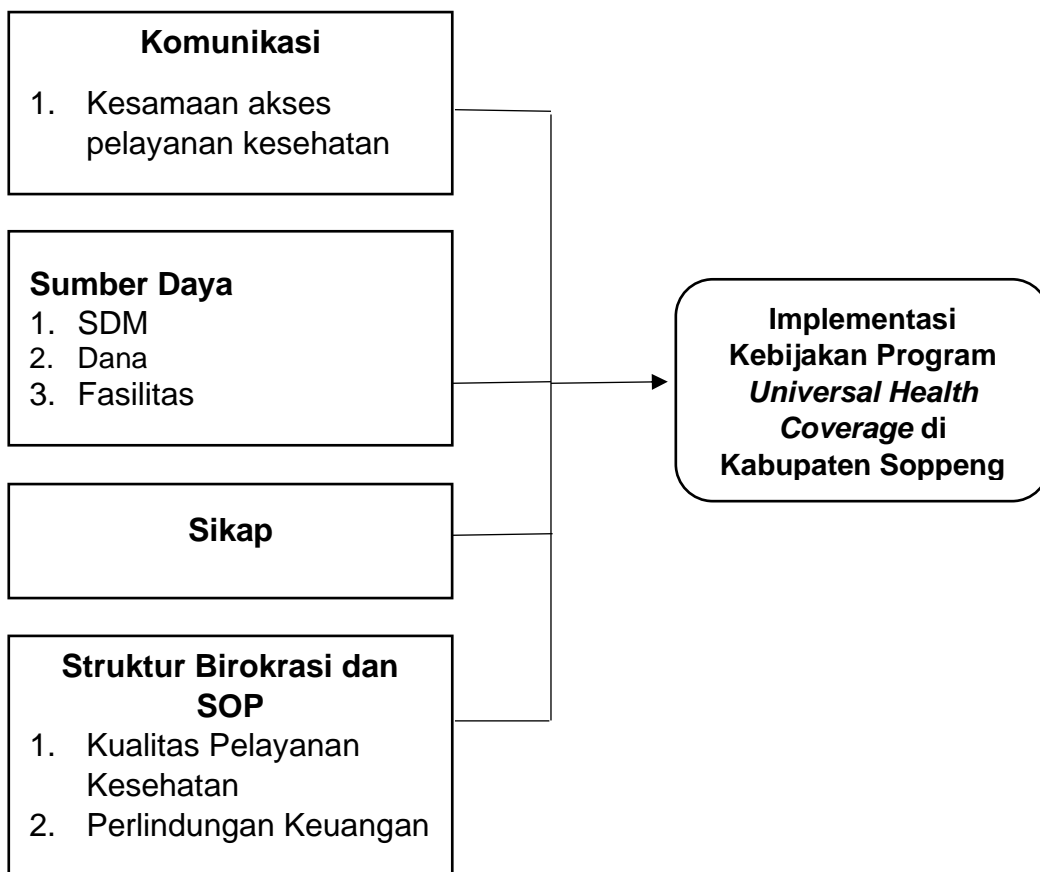 Komunikasi
1. Kesamaan akses
pelayanan kesehatan
Sumber Daya
1. SDM
2. Dana
3. Fasilitas
Sikap
Struktur Birokrasi dan
SOP
1. Kualitas Pelayanan
Kesehatan
2. Perlindungan Keuangan
Implementasi
Kebijakan Program
Universal Health
Coverage di
Kabupaten Soppeng